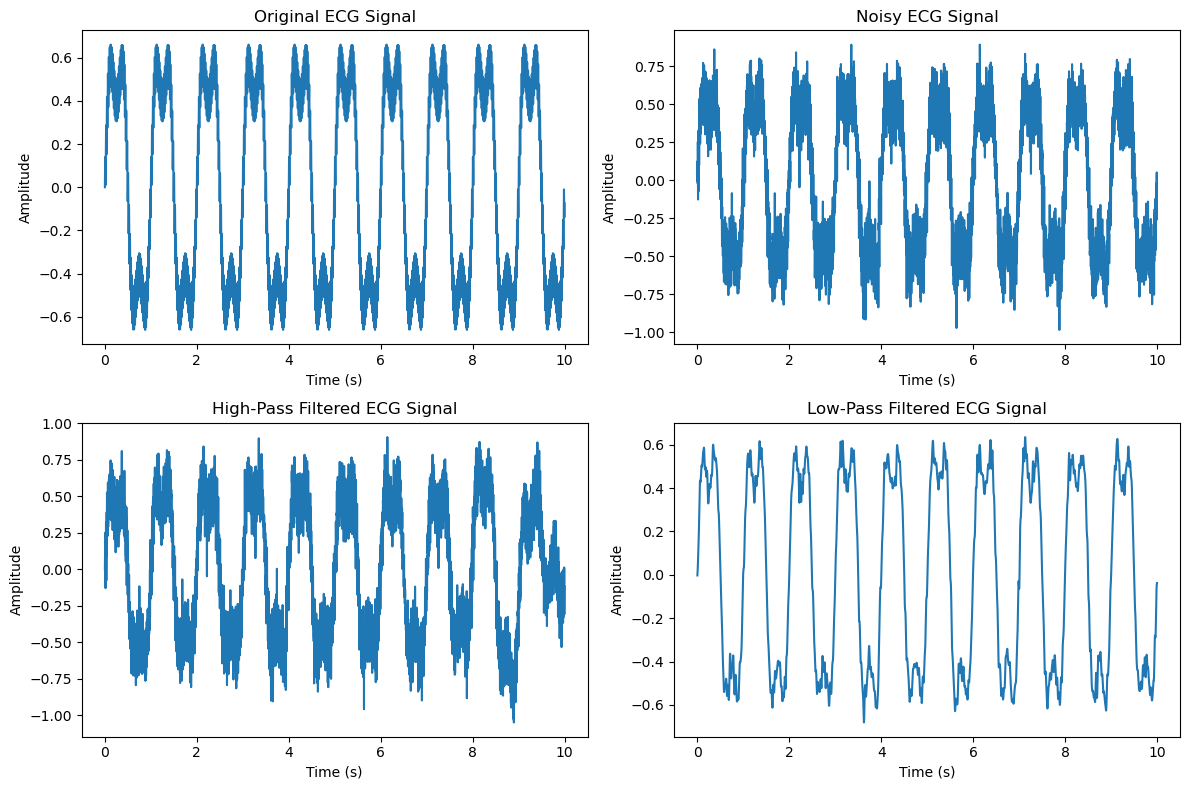 Original ECG Signal
Amplitude
0.6
0.4
0.2
0.0
−0.2
−0.4
−0.6
0 2 4 6 8 10
Time (s)
Noisy ECG Signal
Amplitude
0.75
0.50
0.25
0.00
−0.25
−0.50
−0.75
−1.00
0 2 4 6 8 10
Time (s)
High-Pass Filtered ECG Signal
Amplitude
1.00
0.75
0.50
0.25
0.00
−0.25
−0.50
−0.75
−1.00
0 2 4 6 8 10
Time (s)
Low-Pass Filtered ECG Signal
Amplitude
0.6
0.4
0.2
0.0
−0.2
−0.4
−0.6
0 2 4 6 8 10
Time (s)